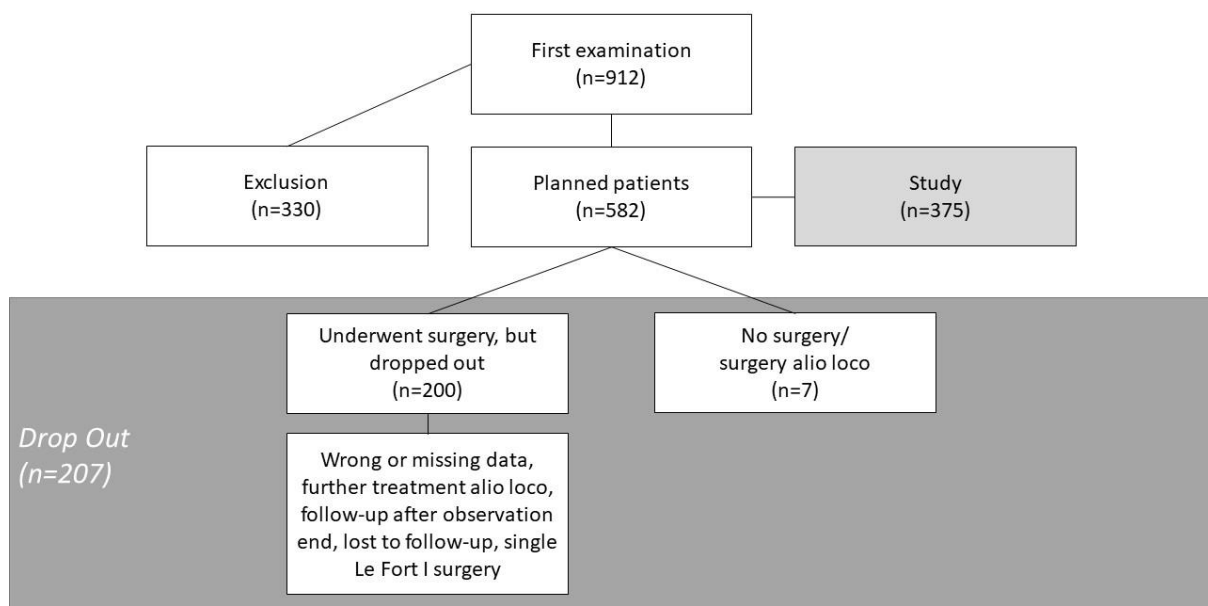 First examination
(n=912)
Exclusion
(n=330)
Planned patients
(n=582)
Study
(n=375)
Underwent surgery, but
dropped out
(n=200)
No surgery/
surgery alio loco
(n=7)
Drop Out
(n=207)
Wrong or missing data,
further treatment alio loco,
follow-up after observation
end, lost to follow-up, single
Le Fort I surgery